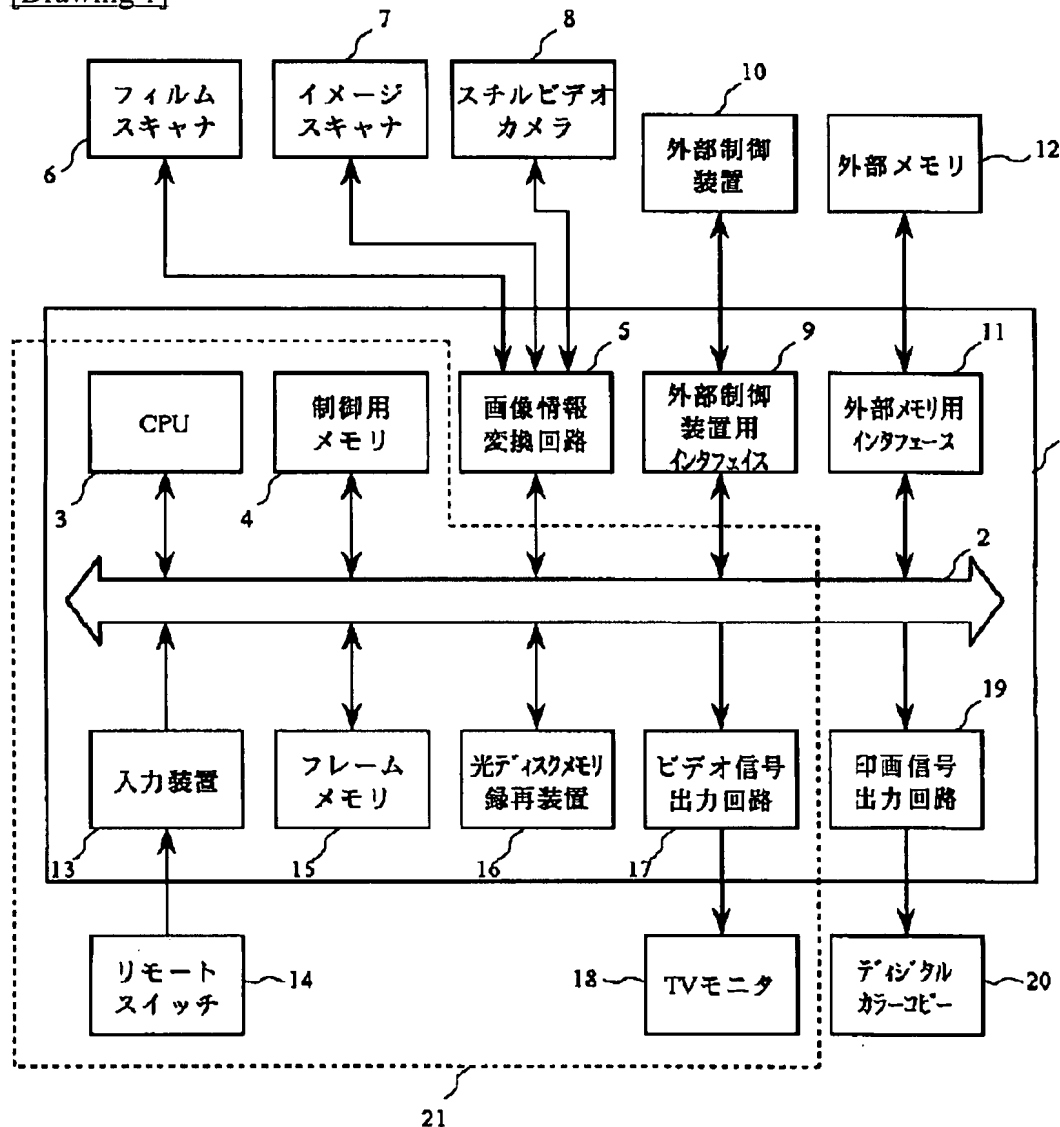 7
8
10
フィルム
スキャナ
イメージ
スキャナ
スチルビデオ
カメラ
外部制御
装置
外部メモリ
12
6
5
9
11
CPU
制御用
メモリ
画像情報
変換回路
外部制御
装置用
インタフェイス
外部メモリ用
インタフェース
3
4
2
19
入力装置
フレーム
メモリ
光ディスクメモリ
録再装置
ビデオ信号
出力回路
印画信号
出力回路
13
15
16
17
リモート
スイッチ
14
18
TVモニタ
ディジタル
カラーコピー
20
21